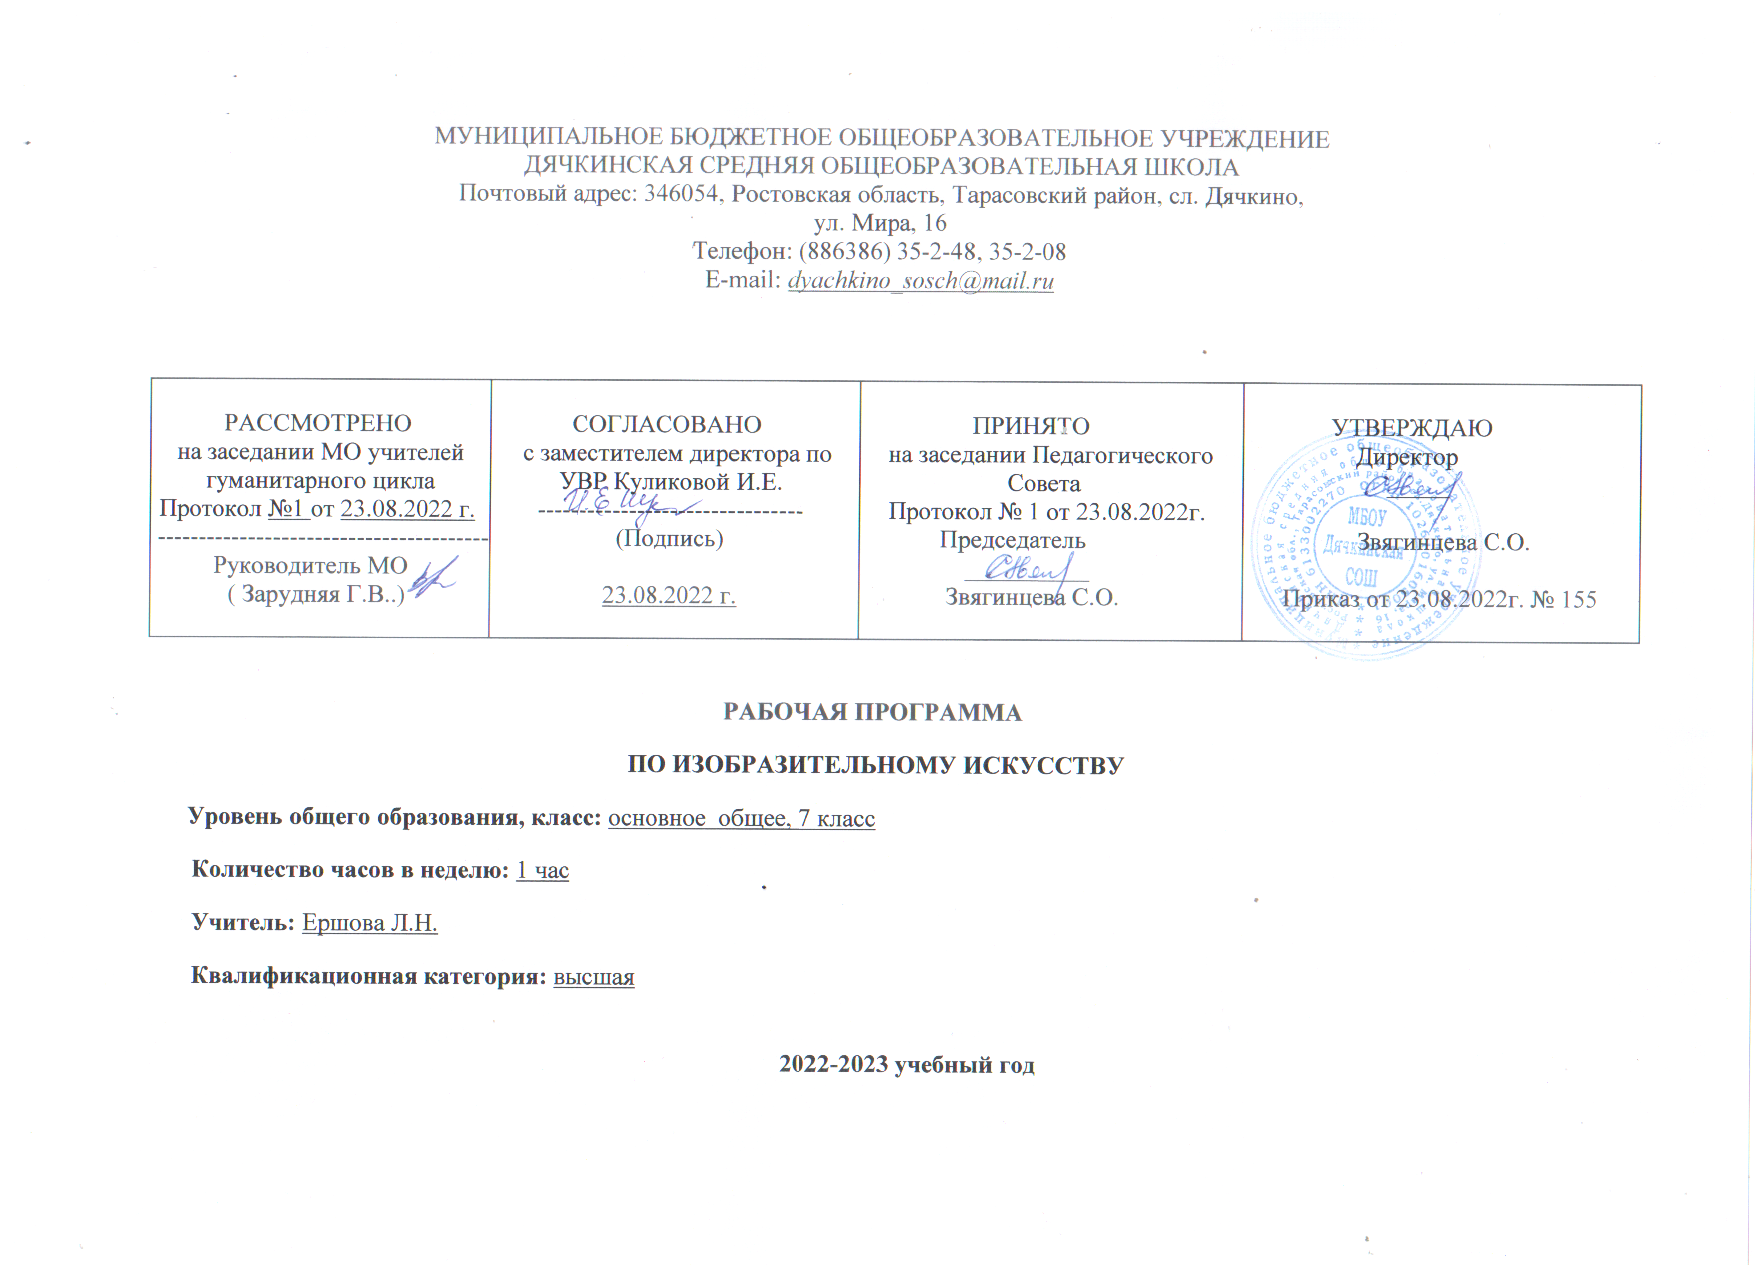 МУНИЦИПАЛЬНОЕ БЮДЖЕТНОЕ ОБЩЕОБРАЗОВАТЕЛЬНОЕ УЧРЕЖДЕНИЕ
ДЯЧКИНСКАЯ СРЕДНЯЯ ОБЩЕОБРАЗОВАТЕЛЬНАЯ ШКОЛА
Почтовый адрес: 346054, Ростовская область, Тарасовский район, сл. Дячкино,
ул. Мира, 16
Телефон: (886386) 35-2-48, 35-2-08
E-mail: dyachkino_sosch@mail.ru
РАССМОТРЕНО
на заседании МО учителей
гуманитарного цикла
Протокол №1 от 23.08.2022 г.
Руководитель МО
( Зарудняя Г.В..)
СОГЛАСОВАНО
с заместителем директора по
УВР Куликовой И.Е.
(Подпись)
23.08.2022 г.
ПРИНЯТО
на заседании Педагогического
Совета
Протокол № 1 от 23.08.2022г.
Председатель
Звягинцева С.О.
УТВЕРЖДАЮ
Директор
Звягинцева С.О.
Приказ от 23.08.2022г. № 155
МБОУ
Дячкинская
СОШ
РАБОЧАЯ ПРОГРАММА
ПО ИЗОБРАЗИТЕЛЬНОМУ ИСКУССТВУ
Уровень общего образования, класс: основное  общее, 7 класс
Количество часов в неделю: 1 час
Учитель: Ершова Л.Н.
Квалификационная категория: высшая
2022-2023 учебный год